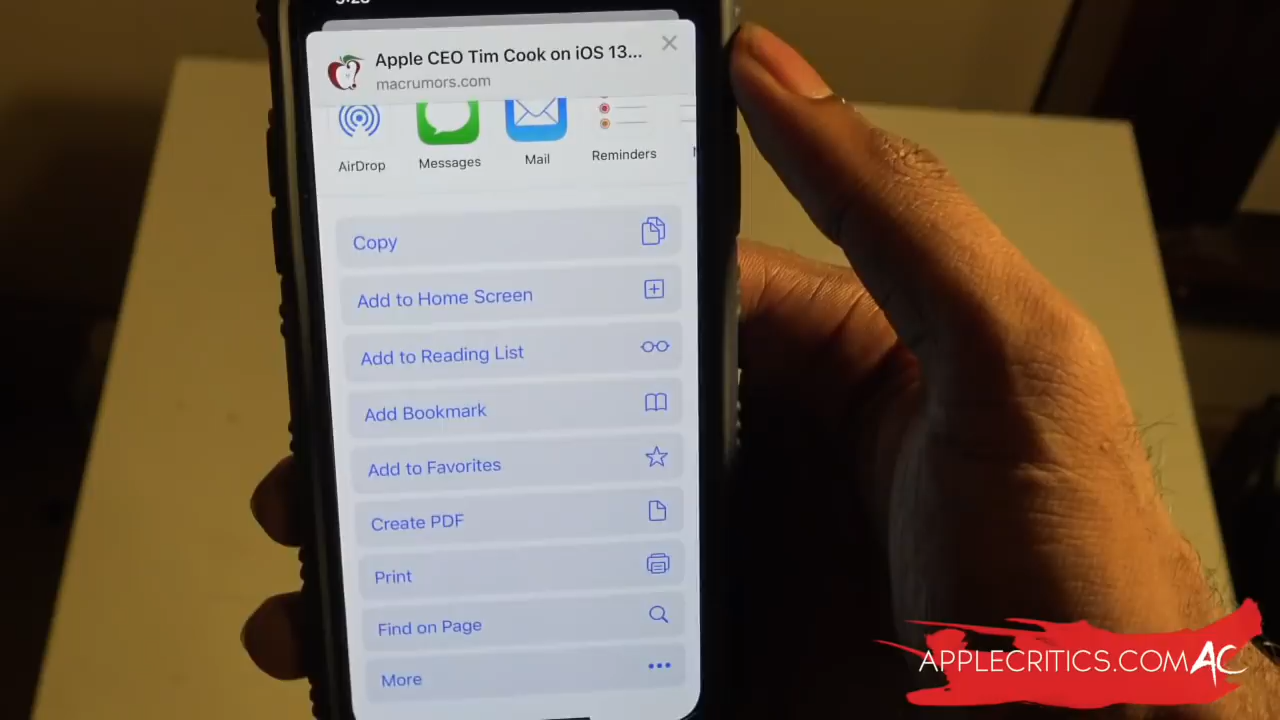 Apple CEO Tim Cook on iOS 13...
macrumors.com
AirDrop
Messages
Mail
Reminders
Copy
Add to Home Screen
Add to Reading List
Add Bookmark
Add to Favorites
Create PDF
Print
Find on Page
More
APPLECRITICS.COM AC